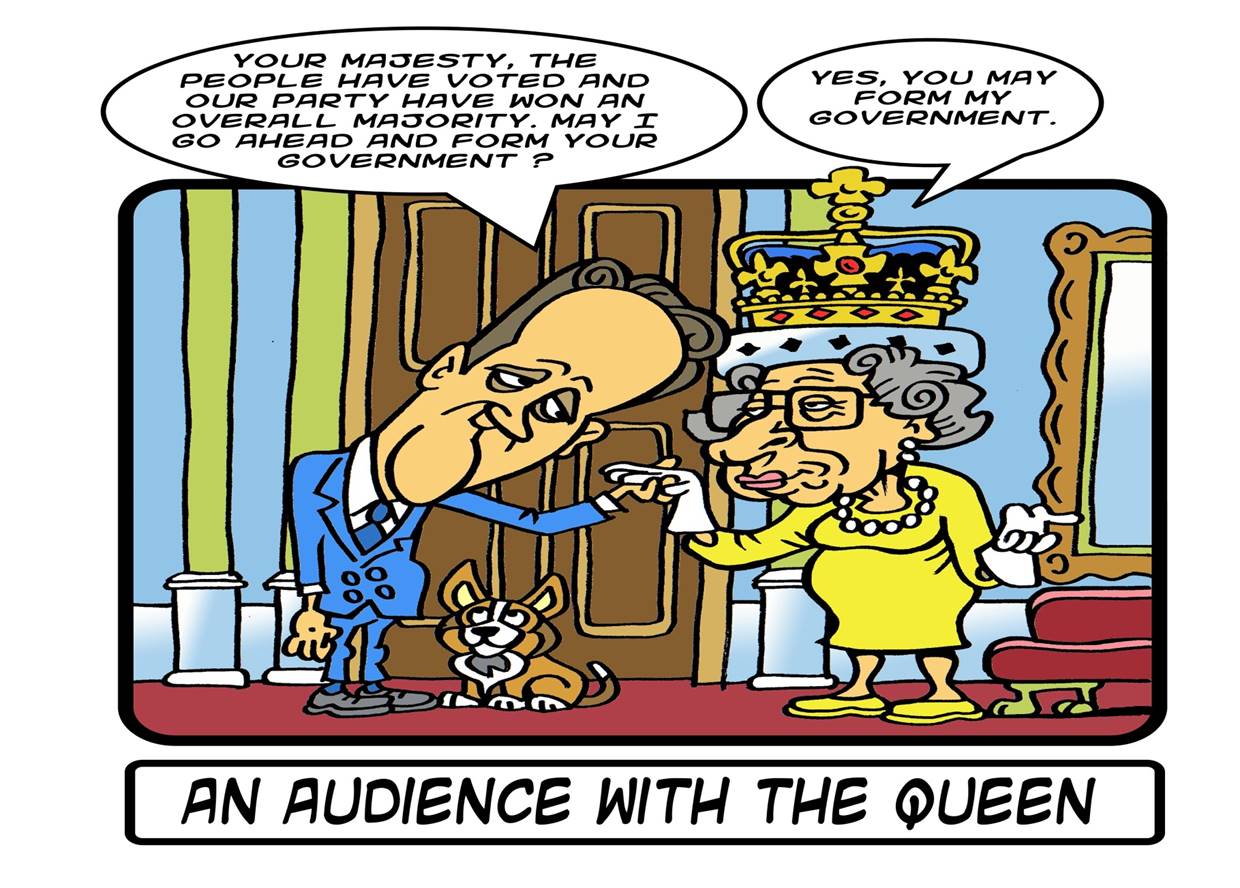 YOUR MAJESTY, THE
PEOPLE HAVE VOTED AND
OUR PARTY HAVE WON AN
OVERALL MAJORITY. MAY I
GO AHEAD AND FORM YOUR
GOVERNMENT ?
YES, YOU MAY
FORM MY
GOVERNMENT.
AN AUDIENCE WITH THE QUEEN